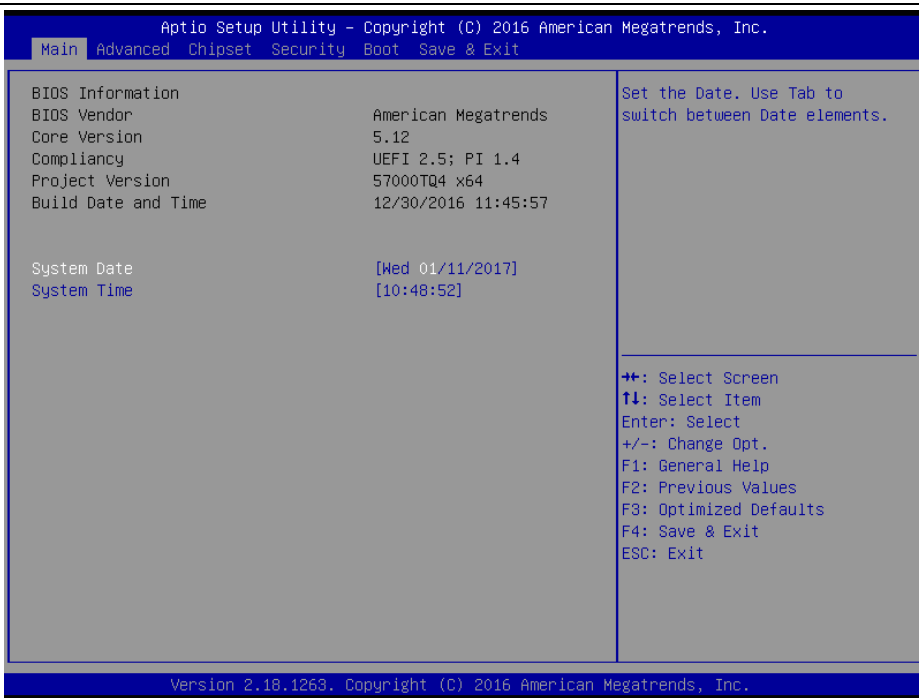 Aptio Setup Utility – Copyright (C) 2016 American Megatrends, Inc.
Main Advanced Chipset Security Boot Save & Exit
BIOS Information
BIOS Vendor American Megatrends
Core Version 5.12
Compliancy UEFI 2.5; PI 1.4
Project Version 57000TQ4 x64
Build Date and Time 12/30/2016 11:45:57
System Date [Wed 01/11/2017]
System Time [10:48:52]
Set the Date. Use Tab to
switch between Date elements.
→←: Select Screen
↑↓: Select Item
Enter: Select
+/-: Change Opt.
F1: General Help
F2: Previous Values
F3: Optimized Defaults
F4: Save & Exit
ESC: Exit
Version 2.18.1263. Copyright (C) 2016 American Megatrends, Inc.